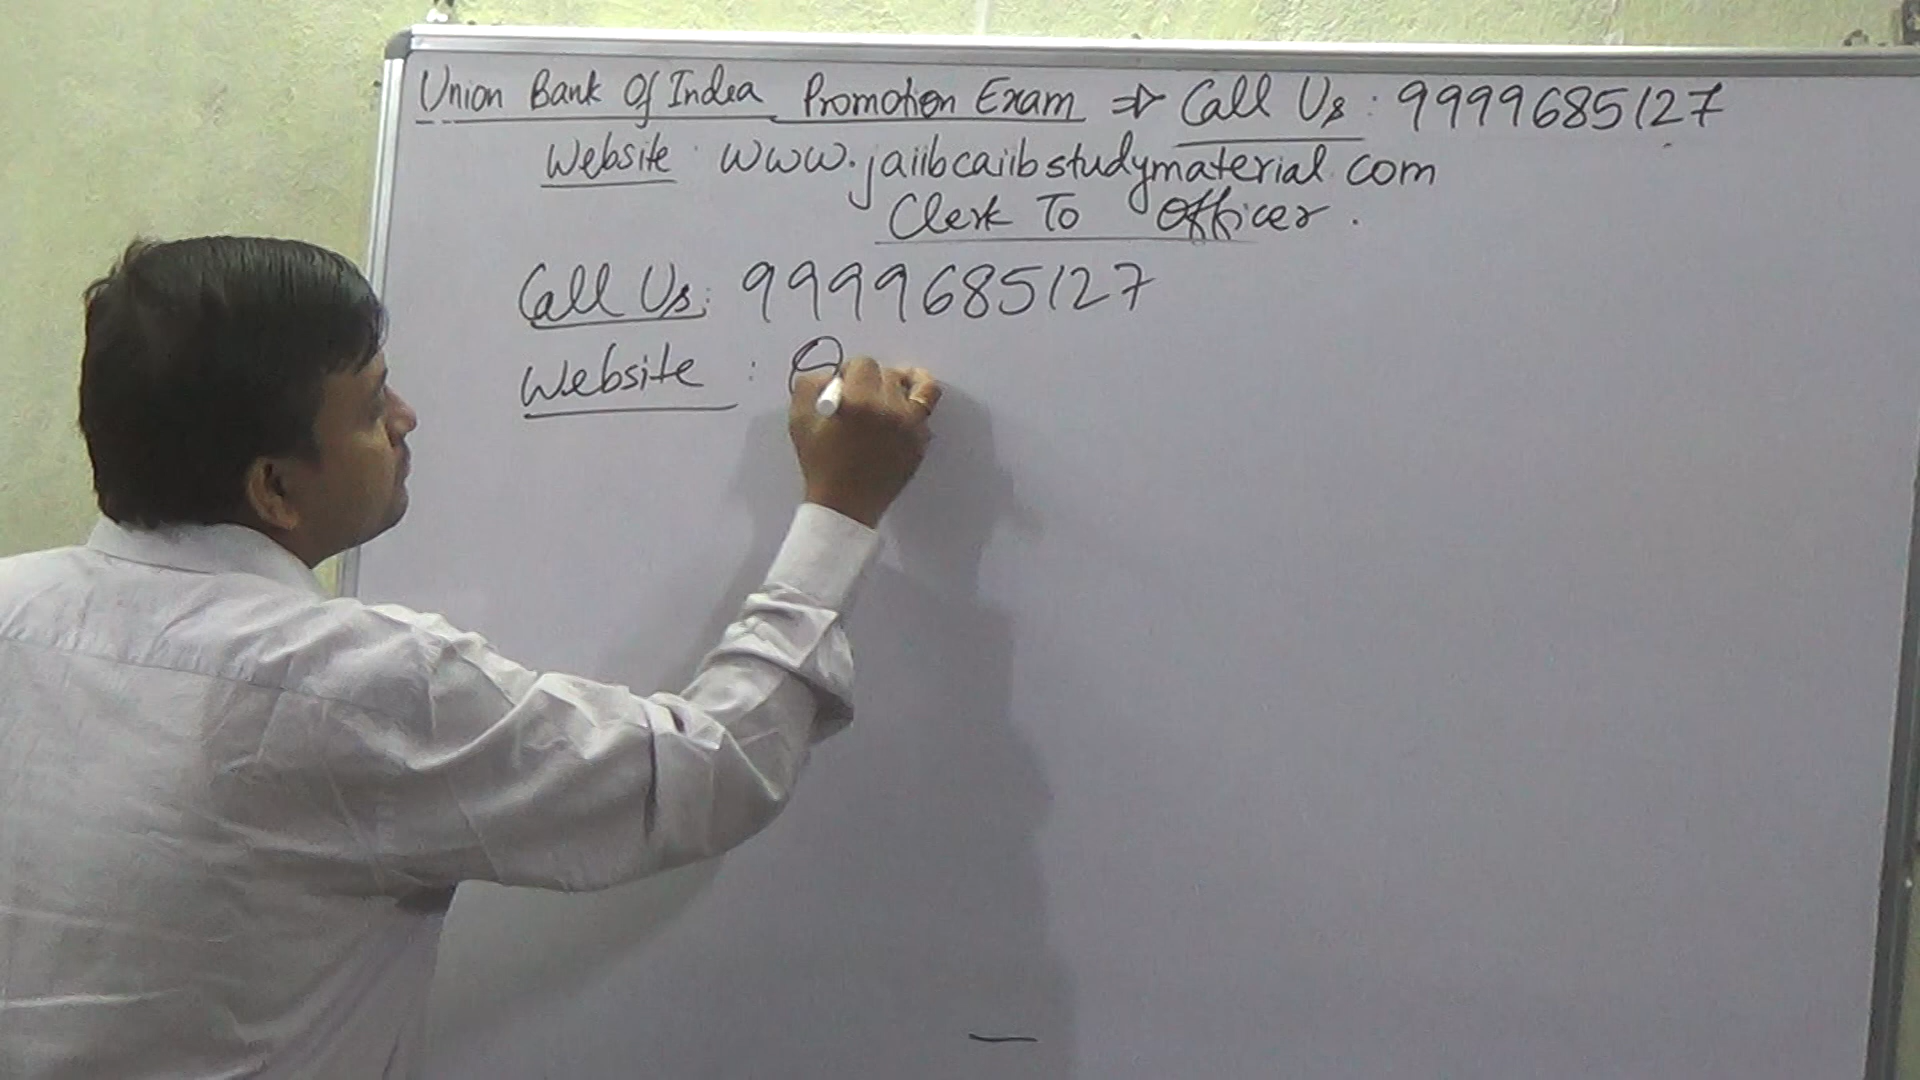 Union Bank Of India Promotion Exam ⇒ Call Us : 9999685127
Website : www.jaiibcaiibstudymaterial.com
Clerk To Officer .
Call Us : 9999685127
Website :